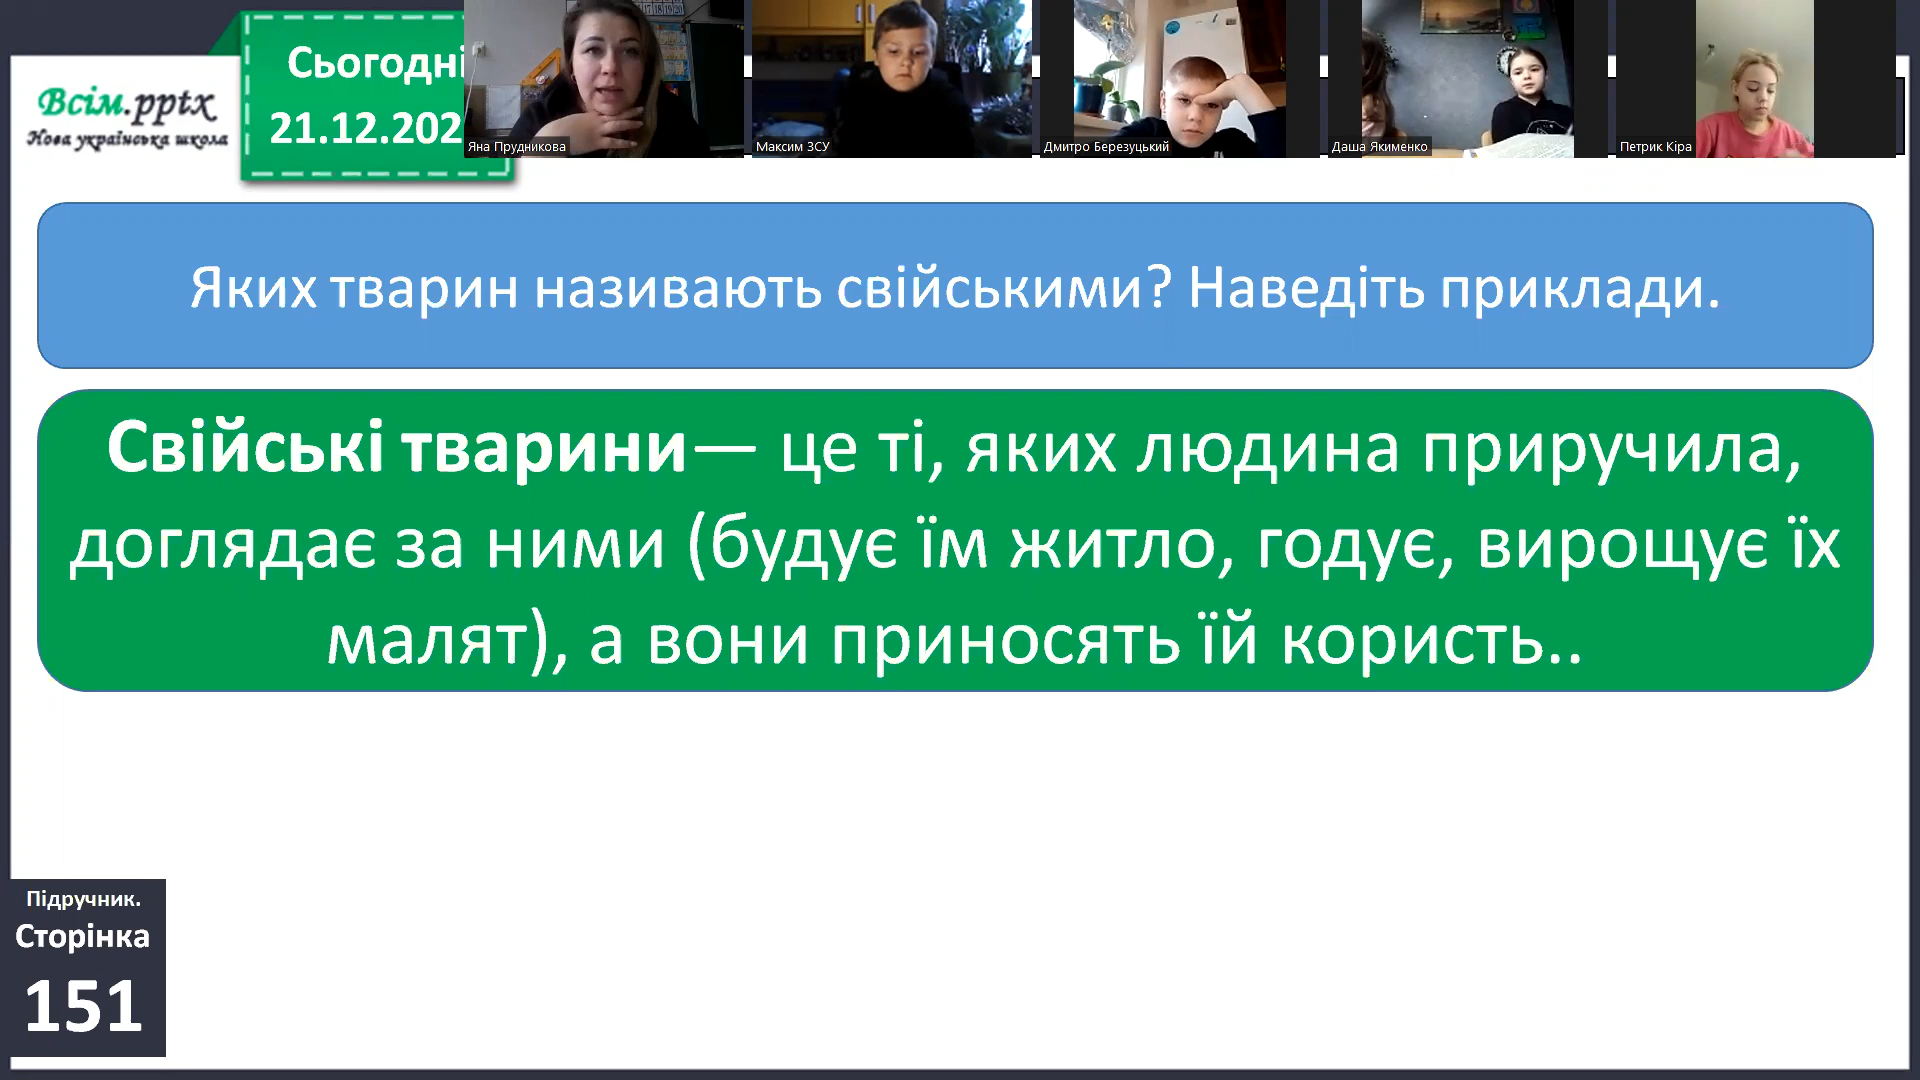 Всім.pptx
Нова українська школа
Сьогодні
21.12.202
Яна Прудникова
Максим ЗСУ
Дмитро Березуцький
Даша Якименко
Петрик Кіра
Яких тварин називають свійськими? Наведіть приклади.
Свійські тварини— це ті, яких людина приручила,
доглядає за ними (будує їм житло, годує, вирощує їх
малят), а вони приносять їй користь..
Підручник.
Сторінка
151